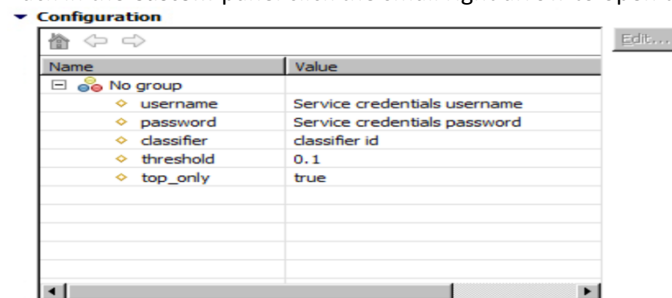 Configuration
Edit...
Name Value
No group
username Service credentials username
password Service credentials password
classifier classifier id
threshold 0.1
top_only true